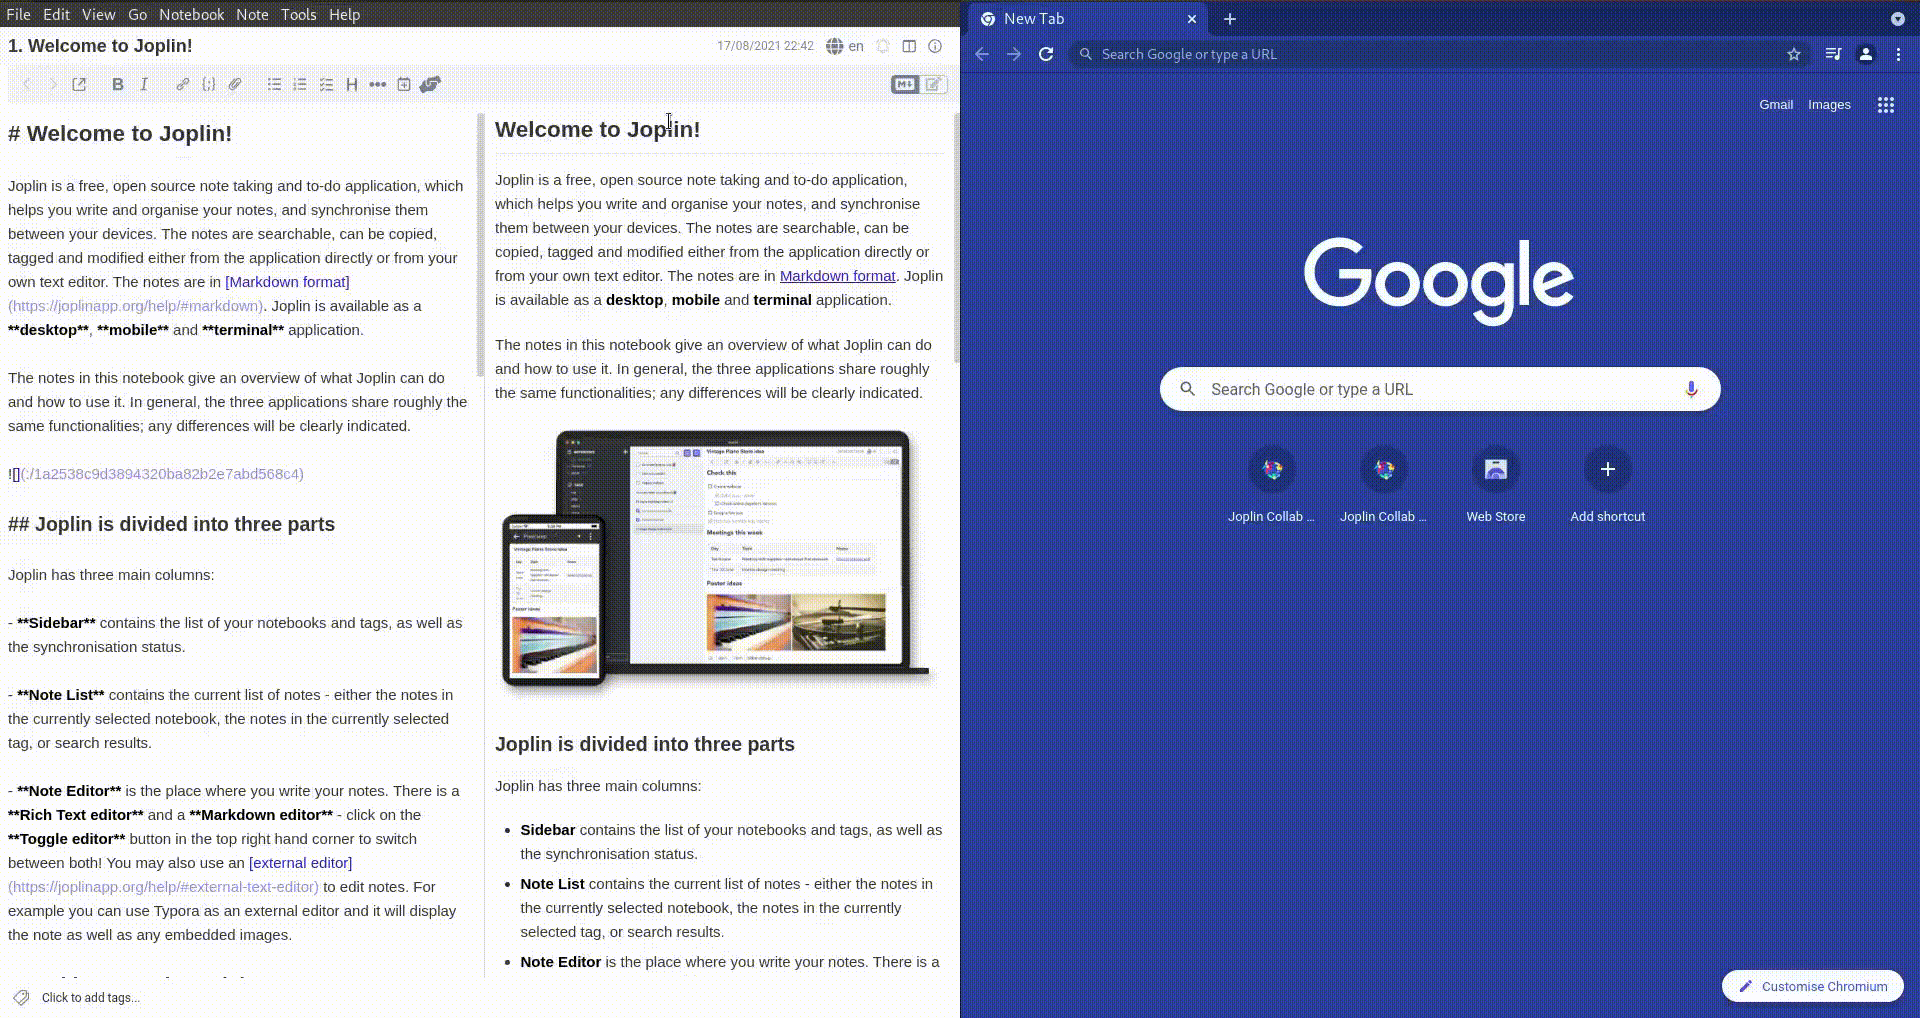 File Edit View Go Notebook Note Tools Help
1. Welcome to Joplin!
17/08/2021 22:42 en
B I H M
# Welcome to Joplin!
Joplin is a free, open source note taking and to-do application, which
helps you write and organise your notes, and synchronise them
between your devices. The notes are searchable, can be copied,
tagged and modified either from the application directly or from your
own text editor. The notes are in [Markdown format]
(https://joplinapp.org/help/#markdown). Joplin is available as a
**desktop**, **mobile** and **terminal** application.
The notes in this notebook give an overview of what Joplin can do
and how to use it. In general, the three applications share roughly the
same functionalities; any differences will be clearly indicated.
![](:/1a2538c9d3894320ba82b2e7abd568c4)
## Joplin is divided into three parts
Joplin has three main columns:
- **Sidebar** contains the list of your notebooks and tags, as well as
the synchronisation status.
- **Note List** contains the current list of notes - either the notes in
the currently selected notebook, the notes in the currently selected
tag, or search results.
- **Note Editor** is the place where you write your notes. There is a
**Rich Text editor** and a **Markdown editor** - click on the
**Toggle editor** button in the top right hand corner to switch
between both! You may also use an [external editor]
(https://joplinapp.org/help/#external-text-editor) to edit notes. For
example you can use Typora as an external editor and it will display
the note as well as any embedded images.
Click to add tags...
Welcome to Joplin!
Joplin is a free, open source note taking and to-do application,
which helps you write and organise your notes, and synchronise
them between your devices. The notes are searchable, can be
copied, tagged and modified either from the application directly or
from your own text editor. The notes are in Markdown format. Joplin
is available as a desktop, mobile and terminal application.
The notes in this notebook give an overview of what Joplin can do
and how to use it. In general, the three applications share roughly
the same functionalities; any differences will be clearly indicated.
Vintage Piano Store idea
Check this
Meetings this week
Poster ideas
Vintage Piano Store idea
Poster ideas
Joplin is divided into three parts
Joplin has three main columns:
Sidebar contains the list of your notebooks and tags, as well as
the synchronisation status.
Note List contains the current list of notes - either the notes in
the currently selected notebook, the notes in the currently
selected tag, or search results.
Note Editor is the place where you write your notes. There is a
New Tab
Search Google or type a URL
Gmail Images
Google
Search Google or type a URL
Joplin Collab ... Joplin Collab ... Web Store Add shortcut
Customise Chromium